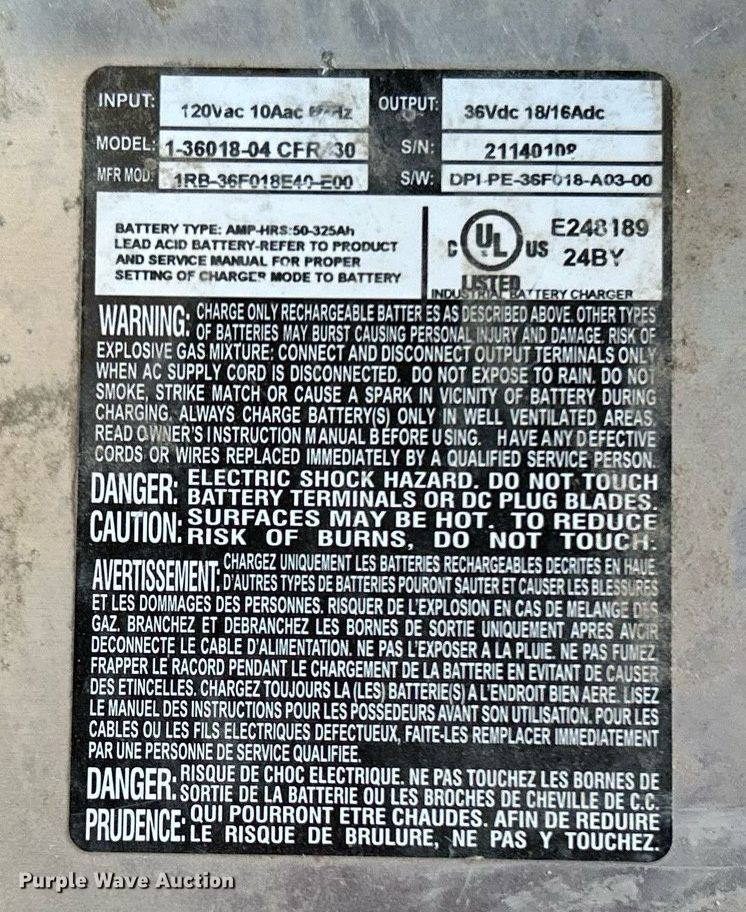 INPUT: 120Vac 10Aac OUTPUT: 36Vdc 18/16Adc
MODEL: 1-36018-04 S/N: 2114010
MFR MOD: 1RB-36F018E40-E00 S/W: DPI-PE-36F018-A03-00
BATTERY TYPE: AMP-HRS:50-325Ah
LEAD ACID BATTERY-REFER TO PRODUCT
AND SERVICE MANUAL FOR PROPER
SETTING OF CHARGER MODE TO BATTERY
C UL US
LISTED
E248189
24BY
INDUSTRIAL BATTERY CHARGER
WARNING: CHARGE ONLY RECHARGEABLE BATTERIES AS DESCRIBED ABOVE. OTHER TYPES
OF BATTERIES MAY BURST CAUSING PERSONAL INJURY AND DAMAGE. RISK OF
EXPLOSIVE GAS MIXTURE: CONNECT AND DISCONNECT OUTPUT TERMINALS ONLY
WHEN AC SUPPLY CORD IS DISCONNECTED. DO NOT EXPOSE TO RAIN. DO NOT
SMOKE, STRIKE MATCH OR CAUSE A SPARK IN VICINITY OF BATTERY DURING
CHARGING. ALWAYS CHARGE BATTERY(S) ONLY IN WELL VENTILATED AREAS.
READ OWNER'S INSTRUCTION MANUAL BEFORE USING. HAVE ANY DEFECTIVE
CORDS OR WIRES REPLACED IMMEDIATELY BY A QUALIFIED SERVICE PERSON.
DANGER: ELECTRIC SHOCK HAZARD. DO NOT TOUCH
BATTERY TERMINALS OR DC PLUG BLADES.
CAUTION: SURFACES MAY BE HOT. TO REDUCE
RISK OF BURNS, DO NOT TOUCH.
AVERTISSEMENT: CHARGEZ UNIQUEMENT LES BATTERIES RECHARGEABLES DECRITES EN HAUE.
D'AUTRES TYPES DE BATTERIES POURONT SAUTER ET CAUSER LES BLESSURES
ET LES DOMMAGES DES PERSONNES. RISQUER DE L'EXPLOSION EN CAS DE MELANGE DES
GAZ. BRANCHEZ ET DEBRANCHEZ LES BORNES DE SORTIE UNIQUEMENT APRES AVOIR
DECONNECTE LE CABLE D'ALIMENTATION. NE PAS L'EXPOSER A LA PLUIE. NE PAS FUMEZ
FRAPPER LE RACORD PENDANT LE CHARGEMENT DE LA BATTERIE EN EVITANT DE CAUSER
DES ETINCELLES. CHARGEZ TOUJOURS LA (LES) BATTERIE(S) A L'ENDROIT BIEN AERE. LISEZ
LE MANUEL DES INSTRUCTIONS POUR LES POSSEDEURS AVANT SON UTILISATION. POUR LES
CABLES OU LES FILS ELECTRIQUES DEFECTUEUX, FAITE-LES REMPLACER IMMEDIATEMENT
PAR UNE PERSONNE DE SERVICE QUALIFIEE.
DANGER: RISQUE DE CHOC ELECTRIQUE. NE PAS TOUCHEZ LES BORNES DE
SORTIE DE LA BATTERIE OU LES BROCHES DE CHEVILLE DE C.C.
PRUDENCE: QUI POURRONT ETRE CHAUDES. AFIN DE REDUIRE
LE RISQUE DE BRULURE, NE PAS Y TOUCHEZ.
Purple Wave Auction